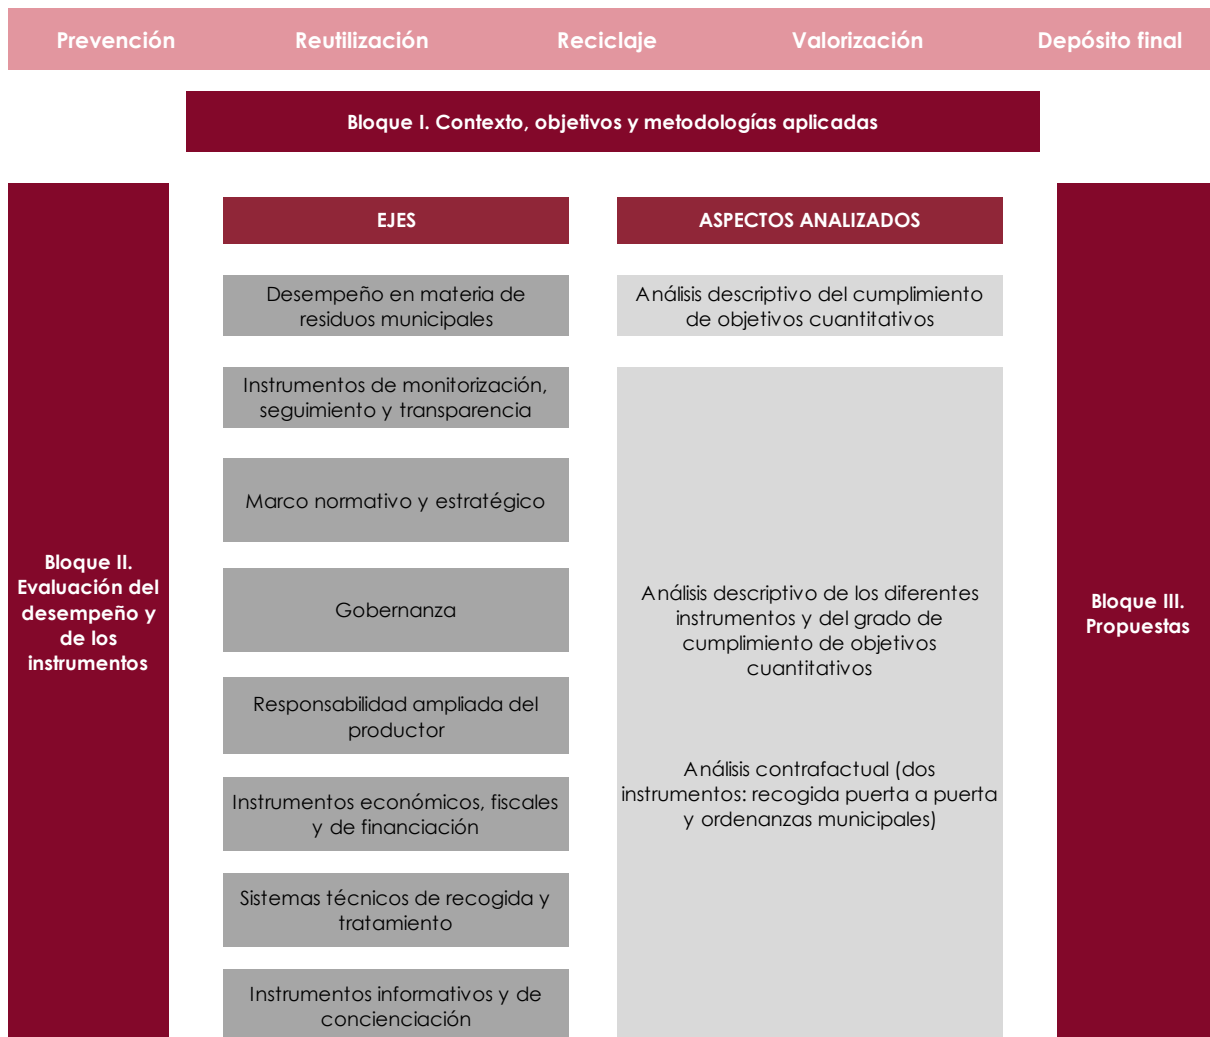 Prevención Reutilización Reciclaje Valorización Depósito final
Bloque I. Contexto, objetivos y metodologías aplicadas
Bloque II.
Evaluación del
desempeño y
de los
instrumentos
EJES
Desempeño en materia de
residuos municipales
Instrumentos de monitorización,
seguimiento y transparencia
Marco normativo y estratégico
Gobernanza
Responsabilidad ampliada del
productor
Instrumentos económicos, fiscales
y de financiación
Sistemas técnicos de recogida y
tratamiento
Instrumentos informativos y de
concienciación
ASPECTOS ANALIZADOS
Análisis descriptivo del cumplimiento
de objetivos cuantitativos
Análisis descriptivo de los diferentes
instrumentos y del grado de
cumplimiento de objetivos
cuantitativos
Análisis contrafactual (dos
instrumentos: recogida puerta a puerta
y ordenanzas municipales)
Bloque III.
Propuestas